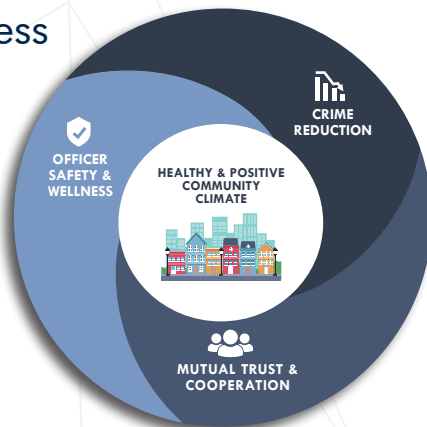 ess
CRIME
REDUCTION
OFFICER
SAFETY &
WELLNESS
HEALTHY & POSITIVE
COMMUNITY
CLIMATE
MUTUAL TRUST &
COOPERATION